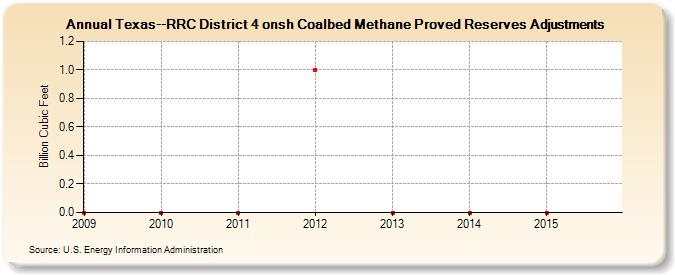 Annual Texas--RRC District 4 onsh Coalbed Methane Proved Reserves Adjustments
Billion Cubic Feet
1.2
1.0
0.8
0.6
0.4
0.2
0.0
2009 2010 2011 2012 2013 2014 2015
Source: U.S. Energy Information Administration